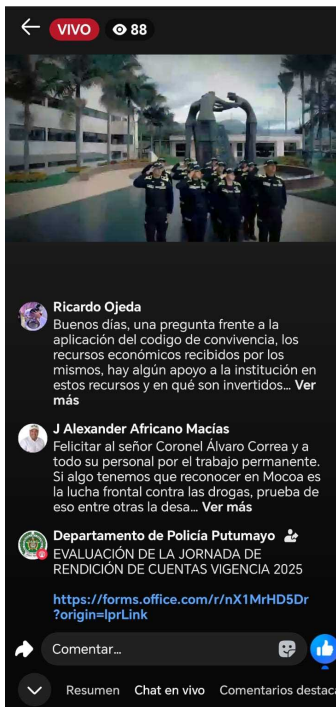 VIVO 88
Ricardo Ojeda
Buenos días, una pregunta frente a la
aplicación del codigo de convivencia, los
recursos económicos recibidos por los
mismos, hay algún apoyo a la institución en
estos recursos y en qué son invertidos... Ver
más
J Alexander Africano Macías
Felicitar al señor Coronel Álvaro Correa y a
todo su personal por el trabajo permanente.
Si algo tenemos que reconocer en Mocoa es
la lucha frontal contra las drogas, prueba de
eso entre otras la desa... Ver más
Departamento de Policía Putumayo
EVALUACIÓN DE LA JORNADA DE
RENDICIÓN DE CUENTAS VIGENCIA 2025
https://forms.office.com/r/nX1MrHD5Dr
?origin=lprLink
Comentar...
Resumen Chat en vivo Comentarios destaca